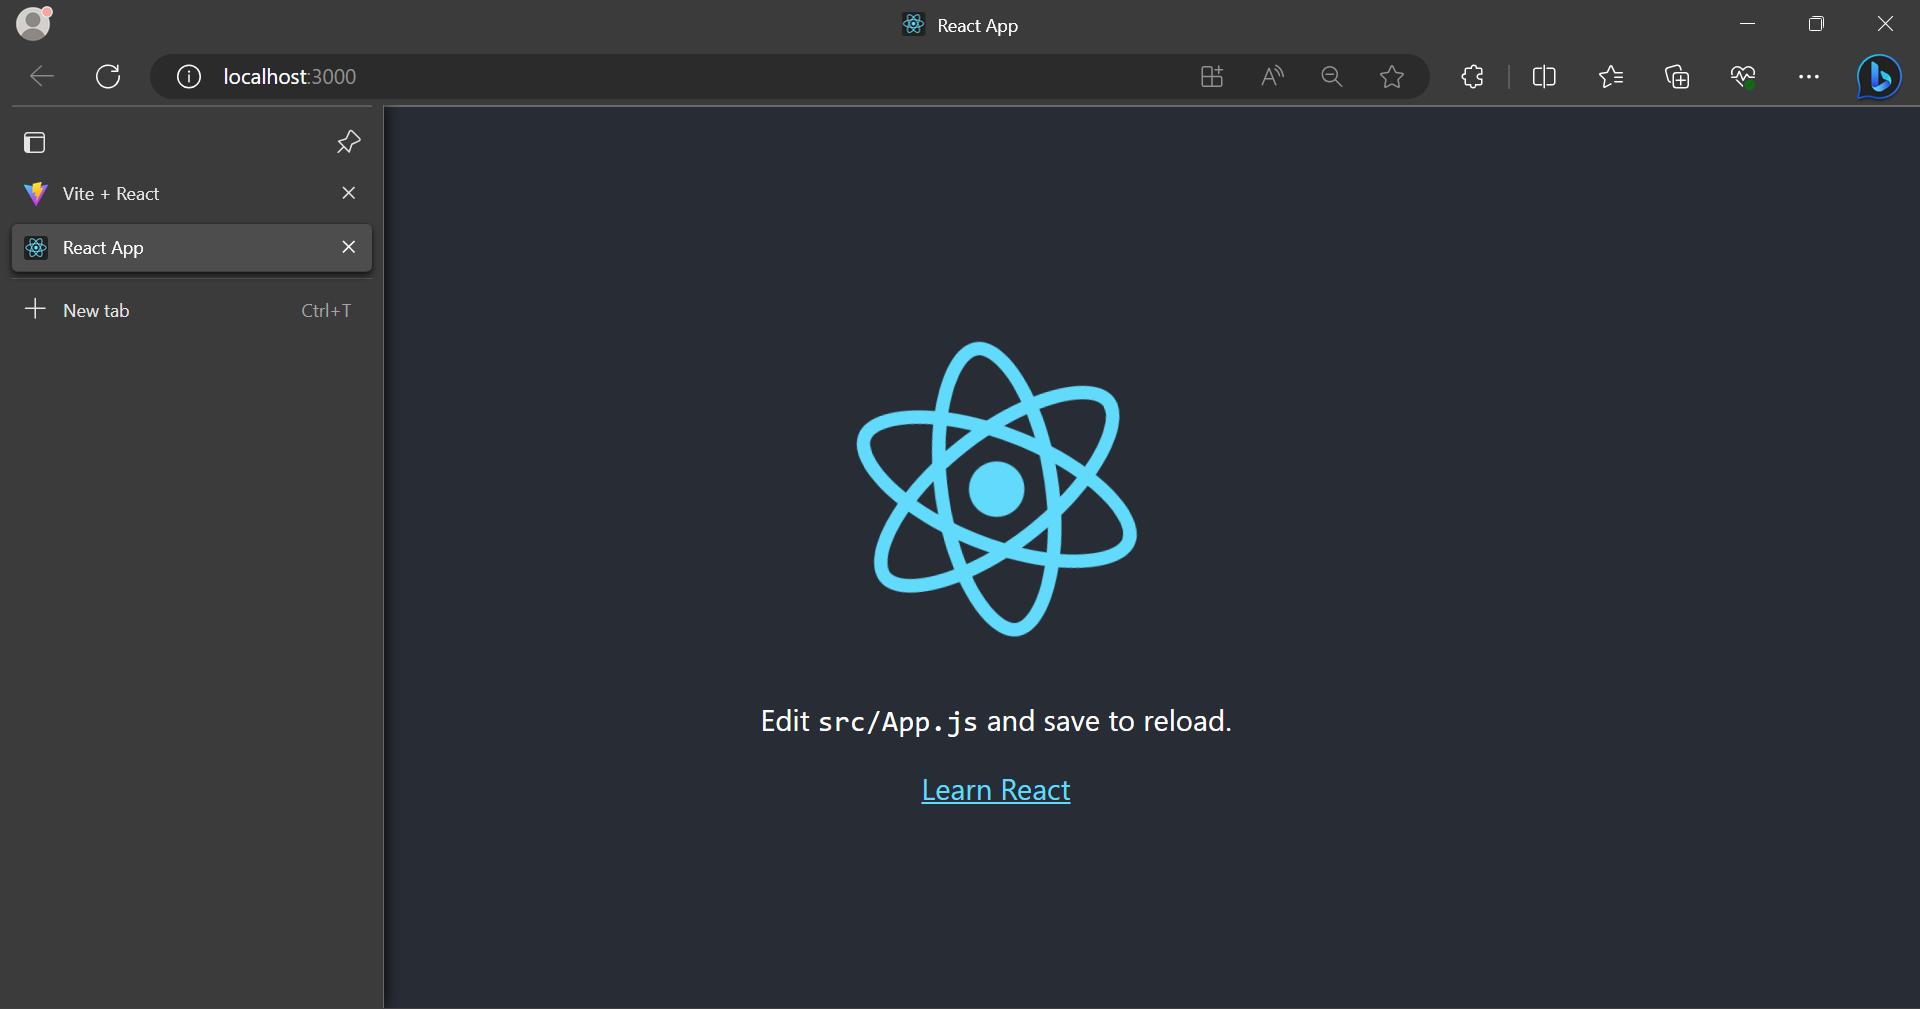 React App
localhost:3000
Vite + React
React App
New tab Ctrl+T
Edit src/App.js and save to reload.
Learn React